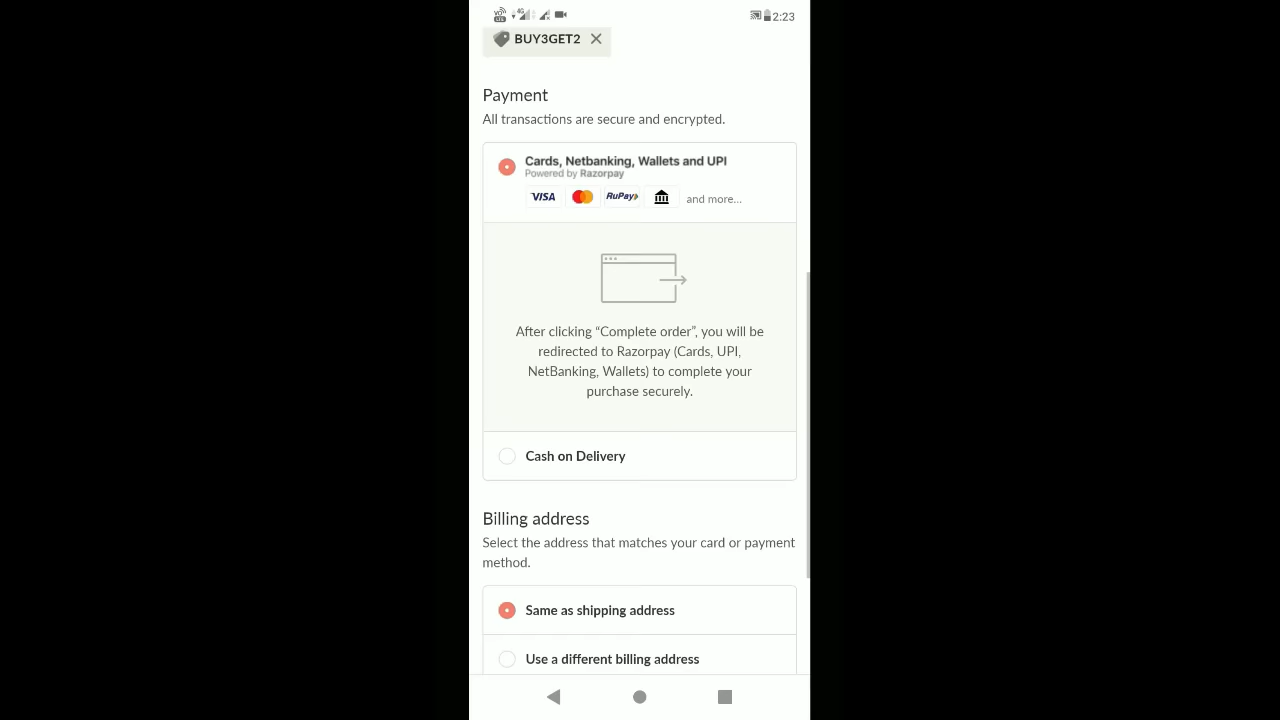 VO LTE 4G 2:23
BUY3GET2
Payment
All transactions are secure and encrypted.
Cards, Netbanking, Wallets and UPI
Powered by Razorpay
VISA RuPay and more...
After clicking “Complete order”, you will be
redirected to Razorpay (Cards, UPI,
NetBanking, Wallets) to complete your
purchase securely.
Cash on Delivery
Billing address
Select the address that matches your card or payment
method.
Same as shipping address
Use a different billing address